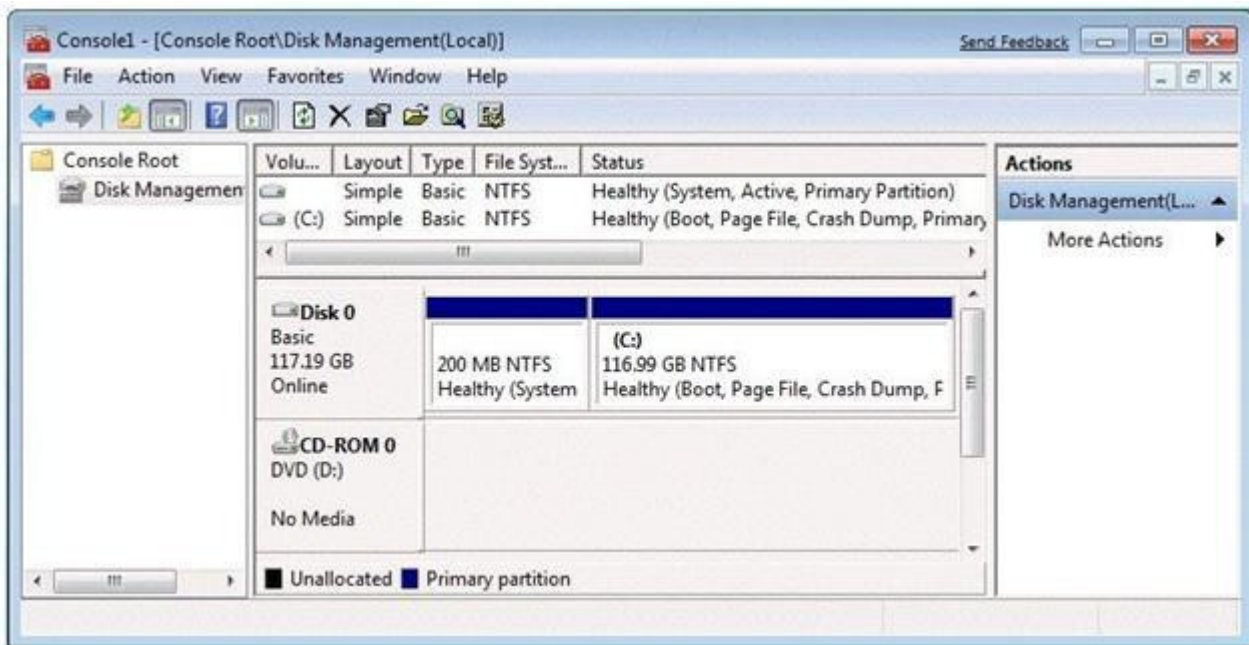 Console1 - [Console Root\Disk Management(Local)]
Send Feedback
File Action View Favorites Window Help
Console Root
Disk Managemen
Volu... Layout Type File Syst... Status
Simple Basic NTFS Healthy (System, Active, Primary Partition)
(C:) Simple Basic NTFS Healthy (Boot, Page File, Crash Dump, Primary
Disk 0
Basic
117.19 GB
Online
200 MB NTFS
Healthy (System
(C:)
116.99 GB NTFS
Healthy (Boot, Page File, Crash Dump, F
CD-ROM 0
DVD (D:)
No Media
Unallocated Primary partition
Actions
Disk Management(L...
More Actions